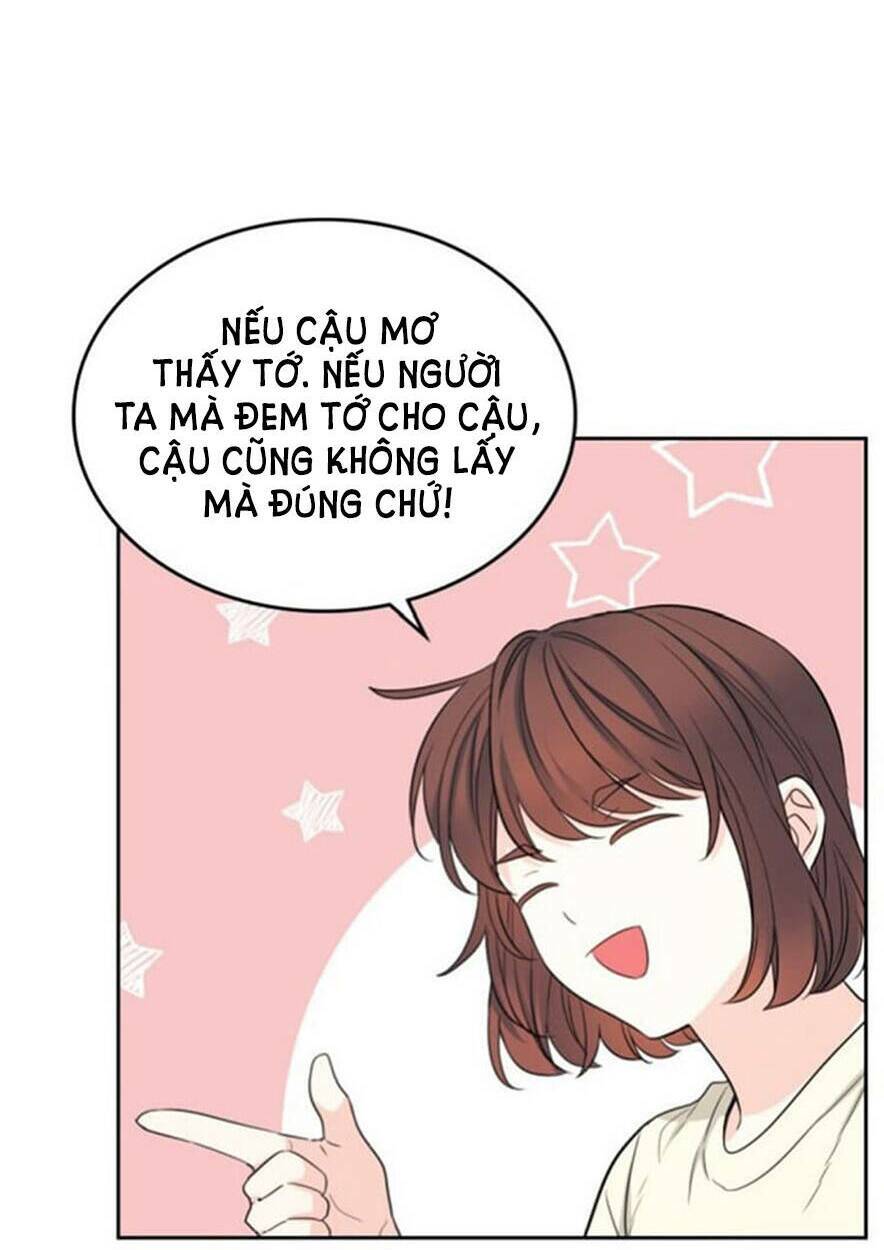 NẾU CẬU MƠ
THẤY TỚ. NẾU NGƯỜI
TA MÀ ĐEM TỚ CHO CẬU,
CẬU CŨNG KHÔNG LẤY
MÀ ĐÚNG CHỨ!